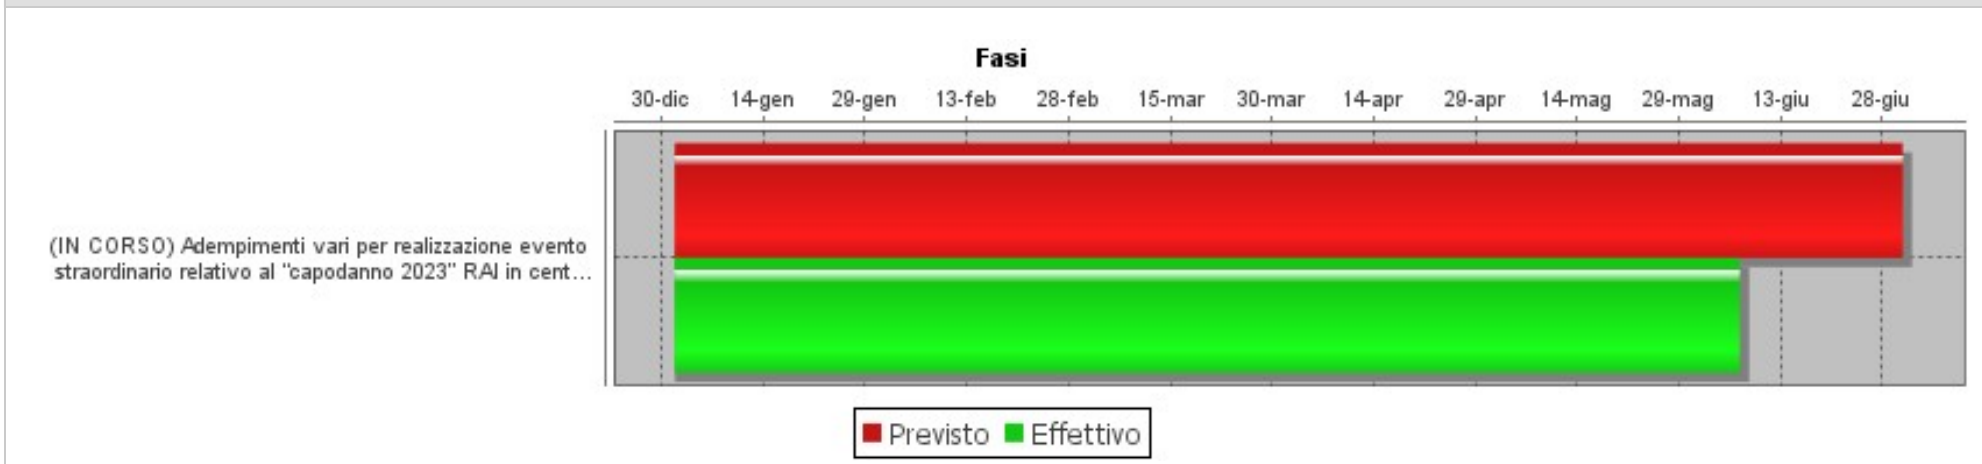 Fasi
30-dic 14-gen 29-gen 13-feb 28-feb 15-mar 30-mar 14-apr 29-apr 14-mag 29-mag 13-giu 28-giu
(IN CORSO) Adempimenti vari per realizzazione evento
straordinario relativo al "capodanno 2023" RAI in cent...
Previsto Effettivo